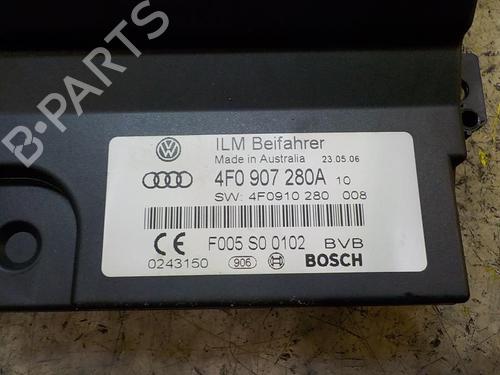 ILM Beifahrer
Made in Australia 23.05.06
4F0 907 280A 10
SW: 4F0910 280 008
F005 S0 0102 BVB
CE
0243150 906 BOSCH
B-PARTS